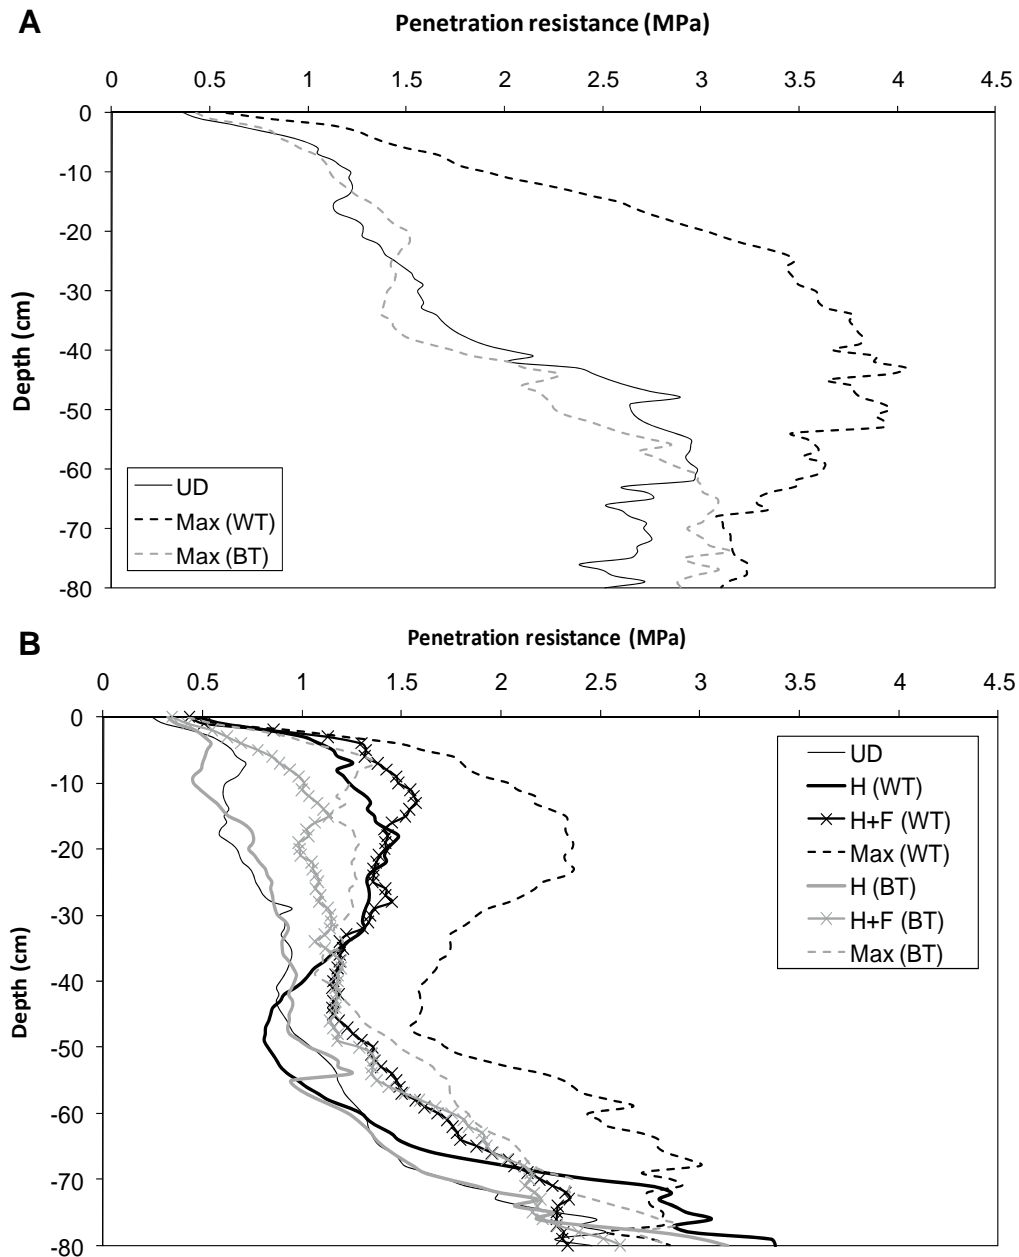 A
Penetration resistance (MPa)
0 0.5 1 1.5 2 2.5 3 3.5 4 4.5
0
-10
-20
-30
-40
-50
-60
-70
-80
Depth (cm)
UD
Max (WT)
Max (BT)
B
Penetration resistance (MPa)
0 0.5 1 1.5 2 2.5 3 3.5 4 4.5
0
-10
-20
-30
-40
-50
-60
-70
-80
Depth (cm)
UD
H (WT)
H+F (WT)
Max (WT)
H (BT)
H+F (BT)
Max (BT)